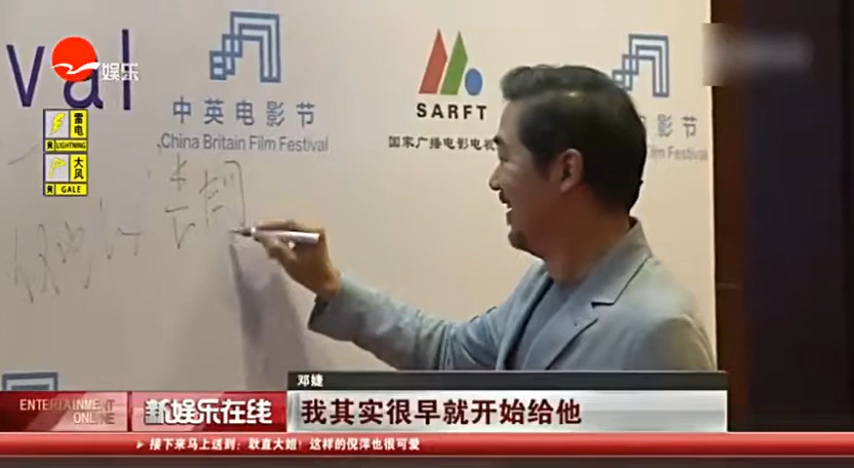 val
娱乐
中英电影节
China Britain Film Festival
SARFT
国家广播电影电视
影节
Film Festival
雷电
黄 LIGHTNING
大风
黄 GALE
邓婕
我其实很早就开始给他
ENTERTAINMENT ONLINE
新娱乐在线
接下来马上送到：耿直大姐！这样的倪萍也很可爱